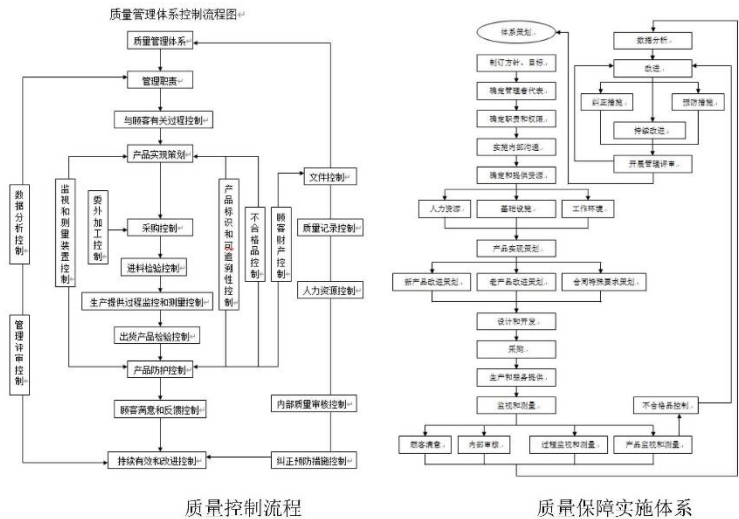 质量管理体系控制流程图
质量管理体系
管理职责
与顾客有关过程控制
产品实现策划
数据分析控制
管理评审控制
监视和测量装置控制
委外加工控制
采购控制
进料检验控制
生产提供过程监控和测量控制
出货产品检验控制
产品防护控制
顾客满意和反馈控制
持续有效和改进控制
产品标识和可追溯性控制
不合格品控制
顾客财产控制
文件控制
质量记录控制
人力资源控制
内部质量审核控制
纠正预防措施控制
质量控制流程
体系策划
制订方针、目标
确定管理者代表
确定职责和权限
实施内部沟通
确定和提供资源
人力资源
基础设施
工作环境
产品实现策划
新产品改进策划
老产品改进策划
合同特殊要求策划
设计和开发
采购
生产和服务提供
监视和测量
顾客满意
内部审核
过程监视和测量
产品监视和测量
不合格品控制
数据分析
改进
纠正措施
预防措施
持续改进
开展管理评审
质量保障实施体系